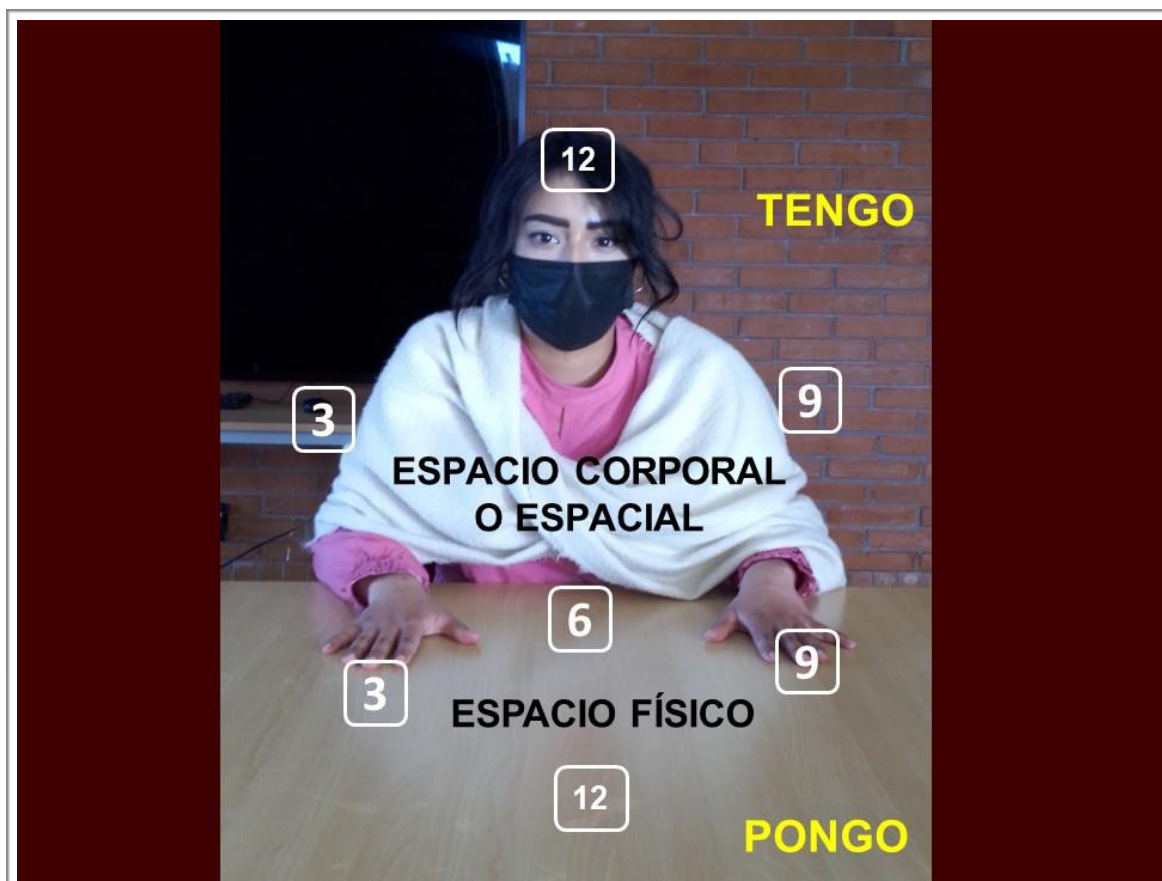 12
TENGO
3
9
ESPACIO CORPORAL
O ESPACIAL
6
3
9
ESPACIO FÍSICO
12
PONGO